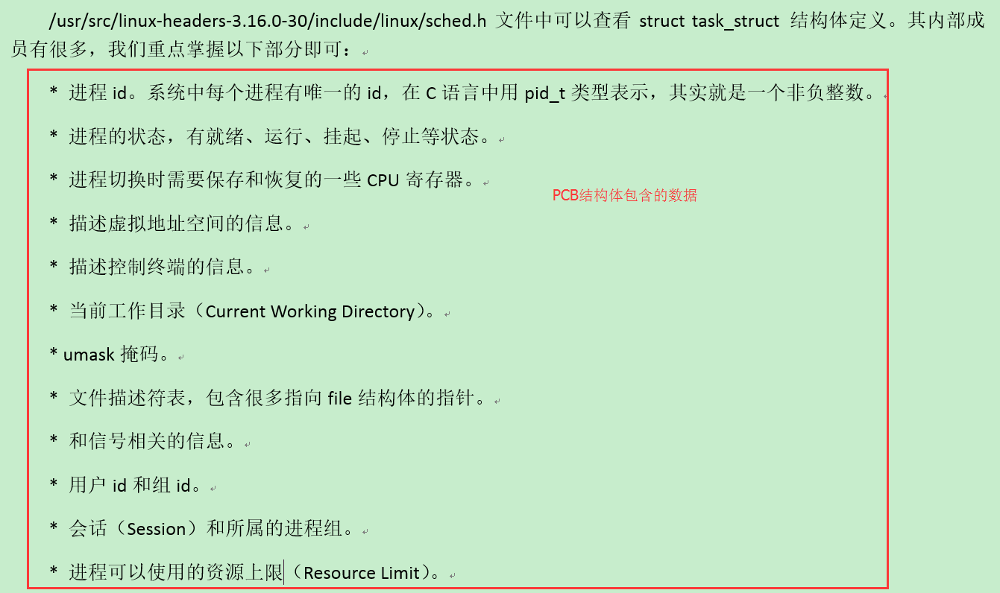 /usr/src/linux-headers-3.16.0-30/include/linux/sched.h 文件中可以查看 struct task_struct 结构体定义。其内部成
员有很多，我们重点掌握以下部分即可：
* 进程 id。系统中每个进程有唯一的 id，在 C 语言中用 pid_t 类型表示，其实就是一个非负整数。
* 进程的状态，有就绪、运行、挂起、停止等状态。
* 进程切换时需要保存和恢复的一些 CPU 寄存器。
PCB结构体包含的数据
* 描述虚拟地址空间的信息。
* 描述控制终端的信息。
* 当前工作目录（Current Working Directory）。
* umask 掩码。
* 文件描述符表，包含很多指向 file 结构体的指针。
* 和信号相关的信息。
* 用户 id 和组 id。
* 会话（Session）和所属的进程组。
* 进程可以使用的资源上限（Resource Limit）。